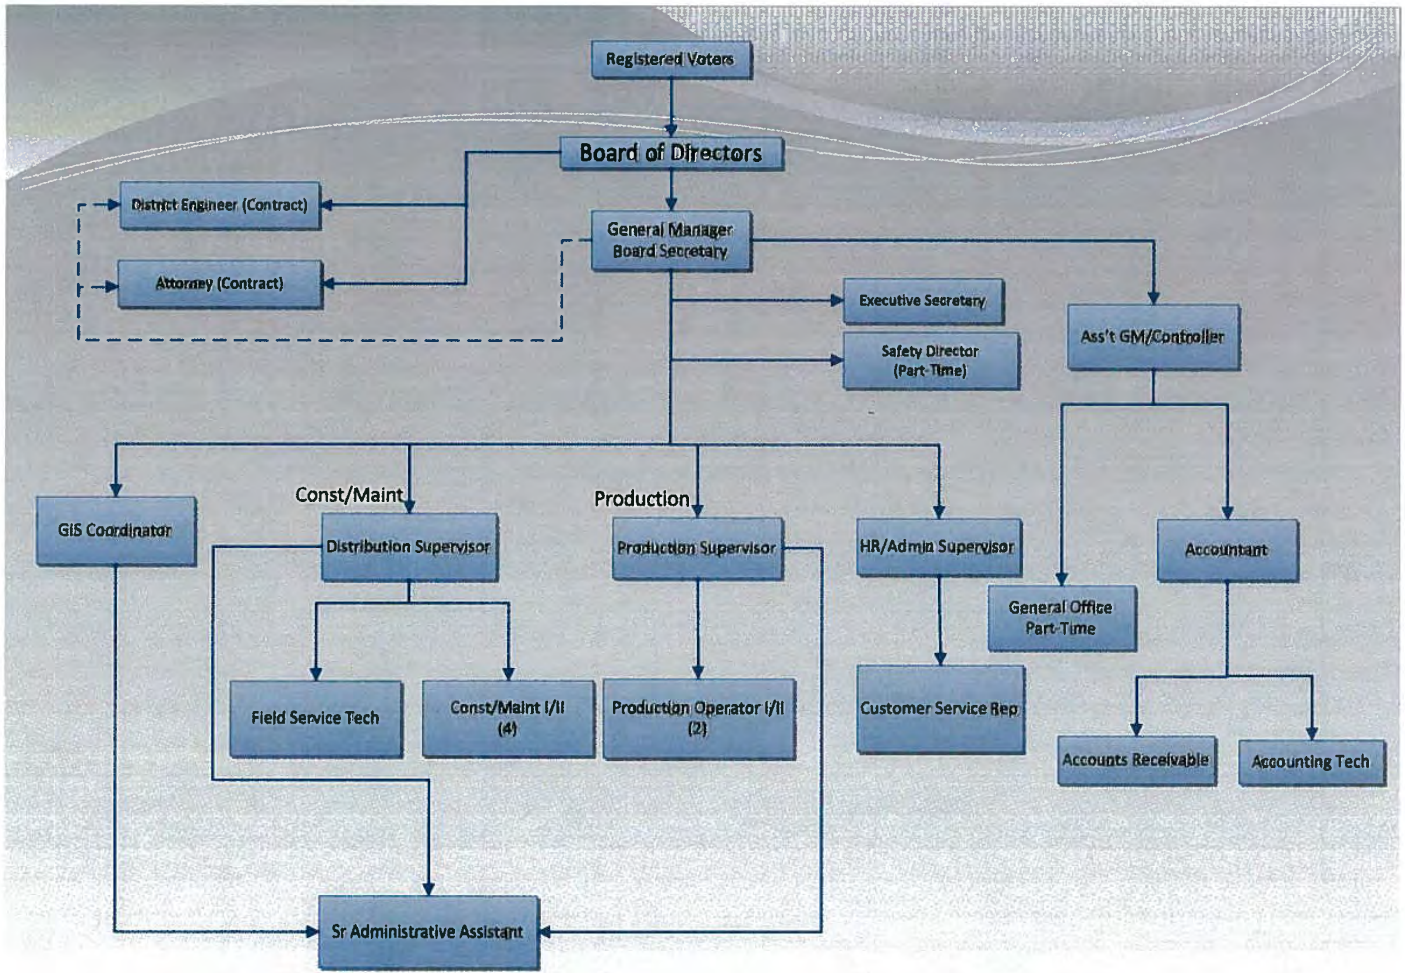 Registered Voters
Board of Directors
District Engineer (Contract)
General Manager
Board Secretary
Attorney (Contract)
Executive Secretary
Ass't GM/Controller
Safety Director
(Part-Time)
Const/Maint
Production
GIS Coordinator
Distribution Supervisor
Production Supervisor
HR/Admin Supervisor
Accountant
General Office
Part-Time
Field Service Tech
Const/Maint I/II
(4)
Production Operator I/II
(2)
Customer Service Rep
Accounts Receivable
Accounting Tech
Sr Administrative Assistant